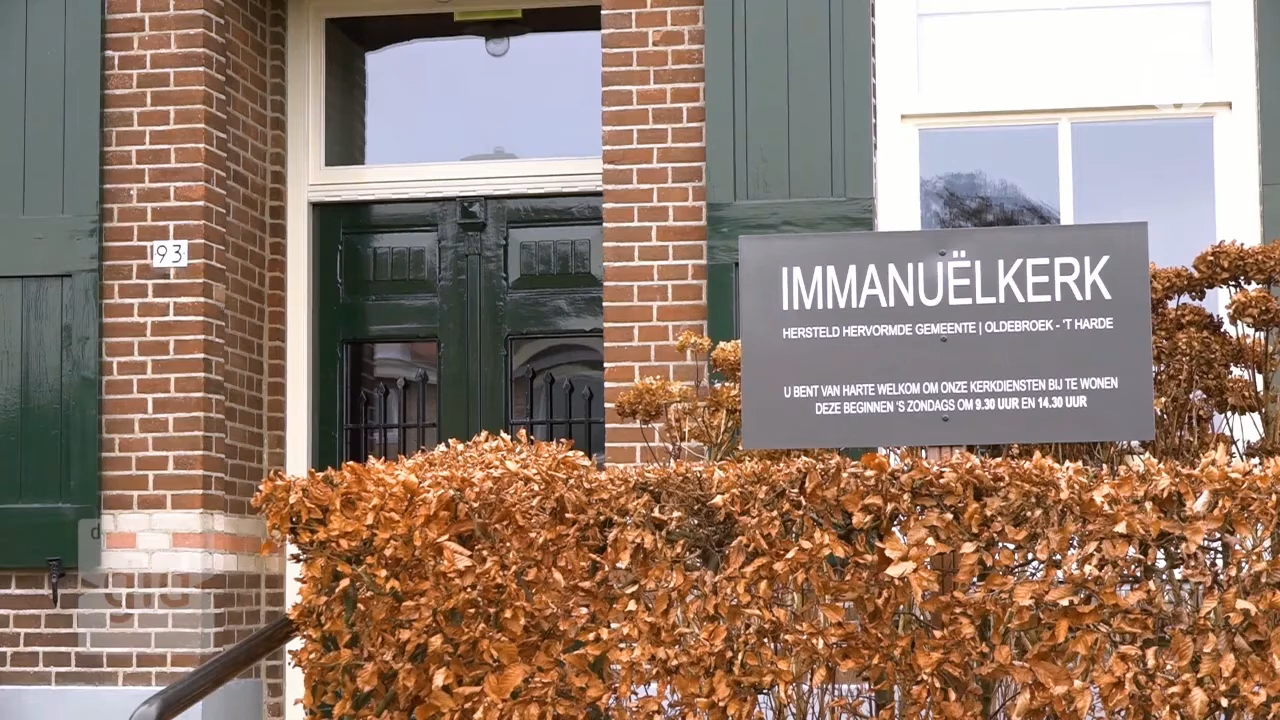 93
IMMANUËLKERK
HERSTELD HERVORMDE GEMEENTE | OLDEBROEK - 'T HARDE
U BENT VAN HARTE WELKOM OM ONZE KERKDIENSTEN BIJ TE WONEN
DEZE BEGINNEN 'S ZONDAGS OM 9.30 UUR EN 14.30 UUR